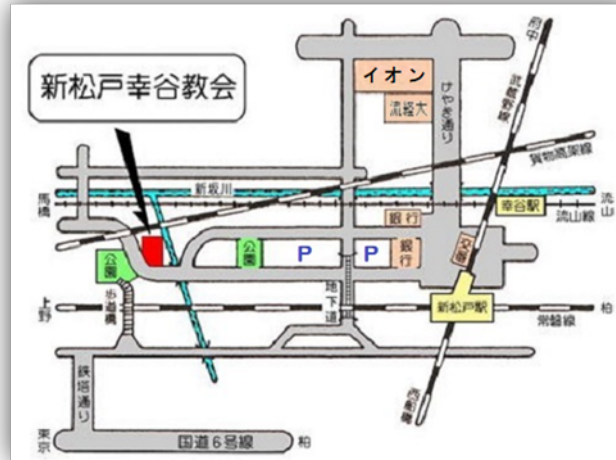 府中
武蔵野線
イオン
流経大
けやき通り
貨物高架線
新松戸幸谷教会
馬橋
新坂川
銀行
幸谷駅
流山線
流山
公園
公園
P
P
銀行
交番
上野
歩道橋
地下道
新松戸駅
常磐線
柏
西船橋
鉄塔通り
東京
国道6号線
柏